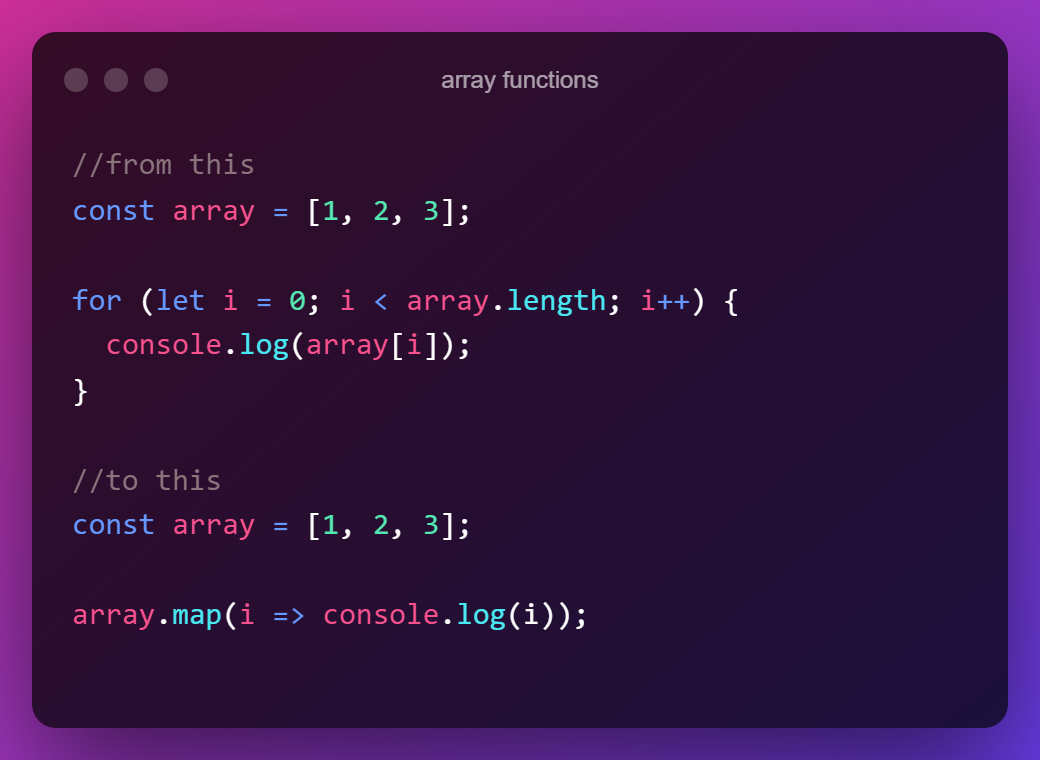 array functions
//from this
const array = [1, 2, 3];
for (let i = 0; i < array.length; i++) {
  console.log(array[i]);
}
//to this
const array = [1, 2, 3];
array.map(i => console.log(i));